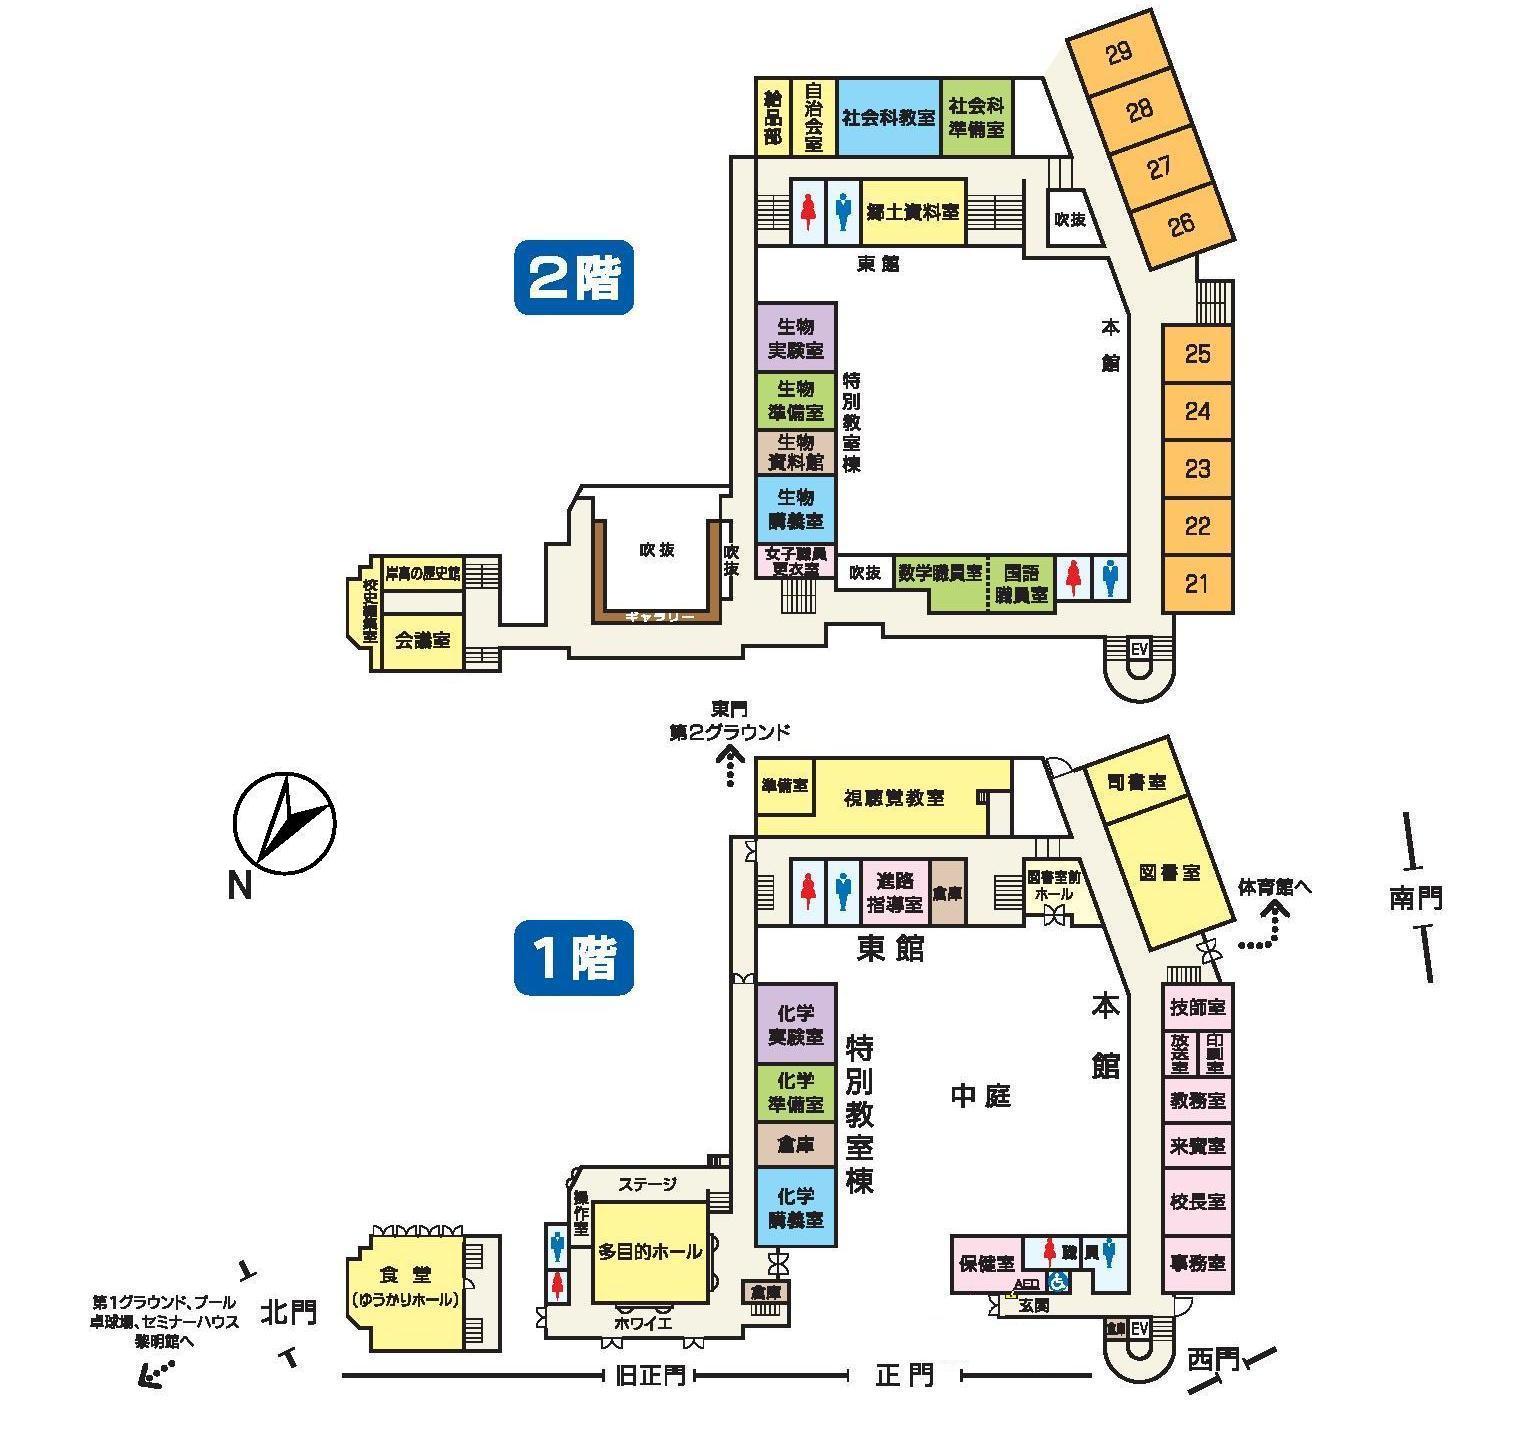 29
28
27
26
給品部
自治会室
社会科教室
社会科
準備室
郷土資料室
吹抜
東館
2階
本館
生物
実験室
生物
準備室
生物
資料館
生物
講義室
女子職員
更衣室
特別教室棟
25
24
23
22
21
吹抜
吹抜
ギャラリー
吹抜
数学職員室
国語
職員室
EV
校史編集室
岸高の歴史館
会議室
東門
第2グラウンド
準備室
視聴覚教室
司書室
図書室
N
進路
指導室
倉庫
図書室前
ホール
体育館へ
南門
1階
東館
本館
化学
実験室
化学
準備室
倉庫
化学
講義室
特別教室棟
中庭
技師室
放送室
印刷室
教務室
来賓室
校長室
事務室
ステージ
操作室
多目的ホール
ホワイエ
倉庫
保健室
職員
AED
玄関
倉庫
EV
食堂
(ゆうかりホール)
北門
第1グラウンド、プール
卓球場、セミナーハウス
黎明館へ
旧正門
正門
西門